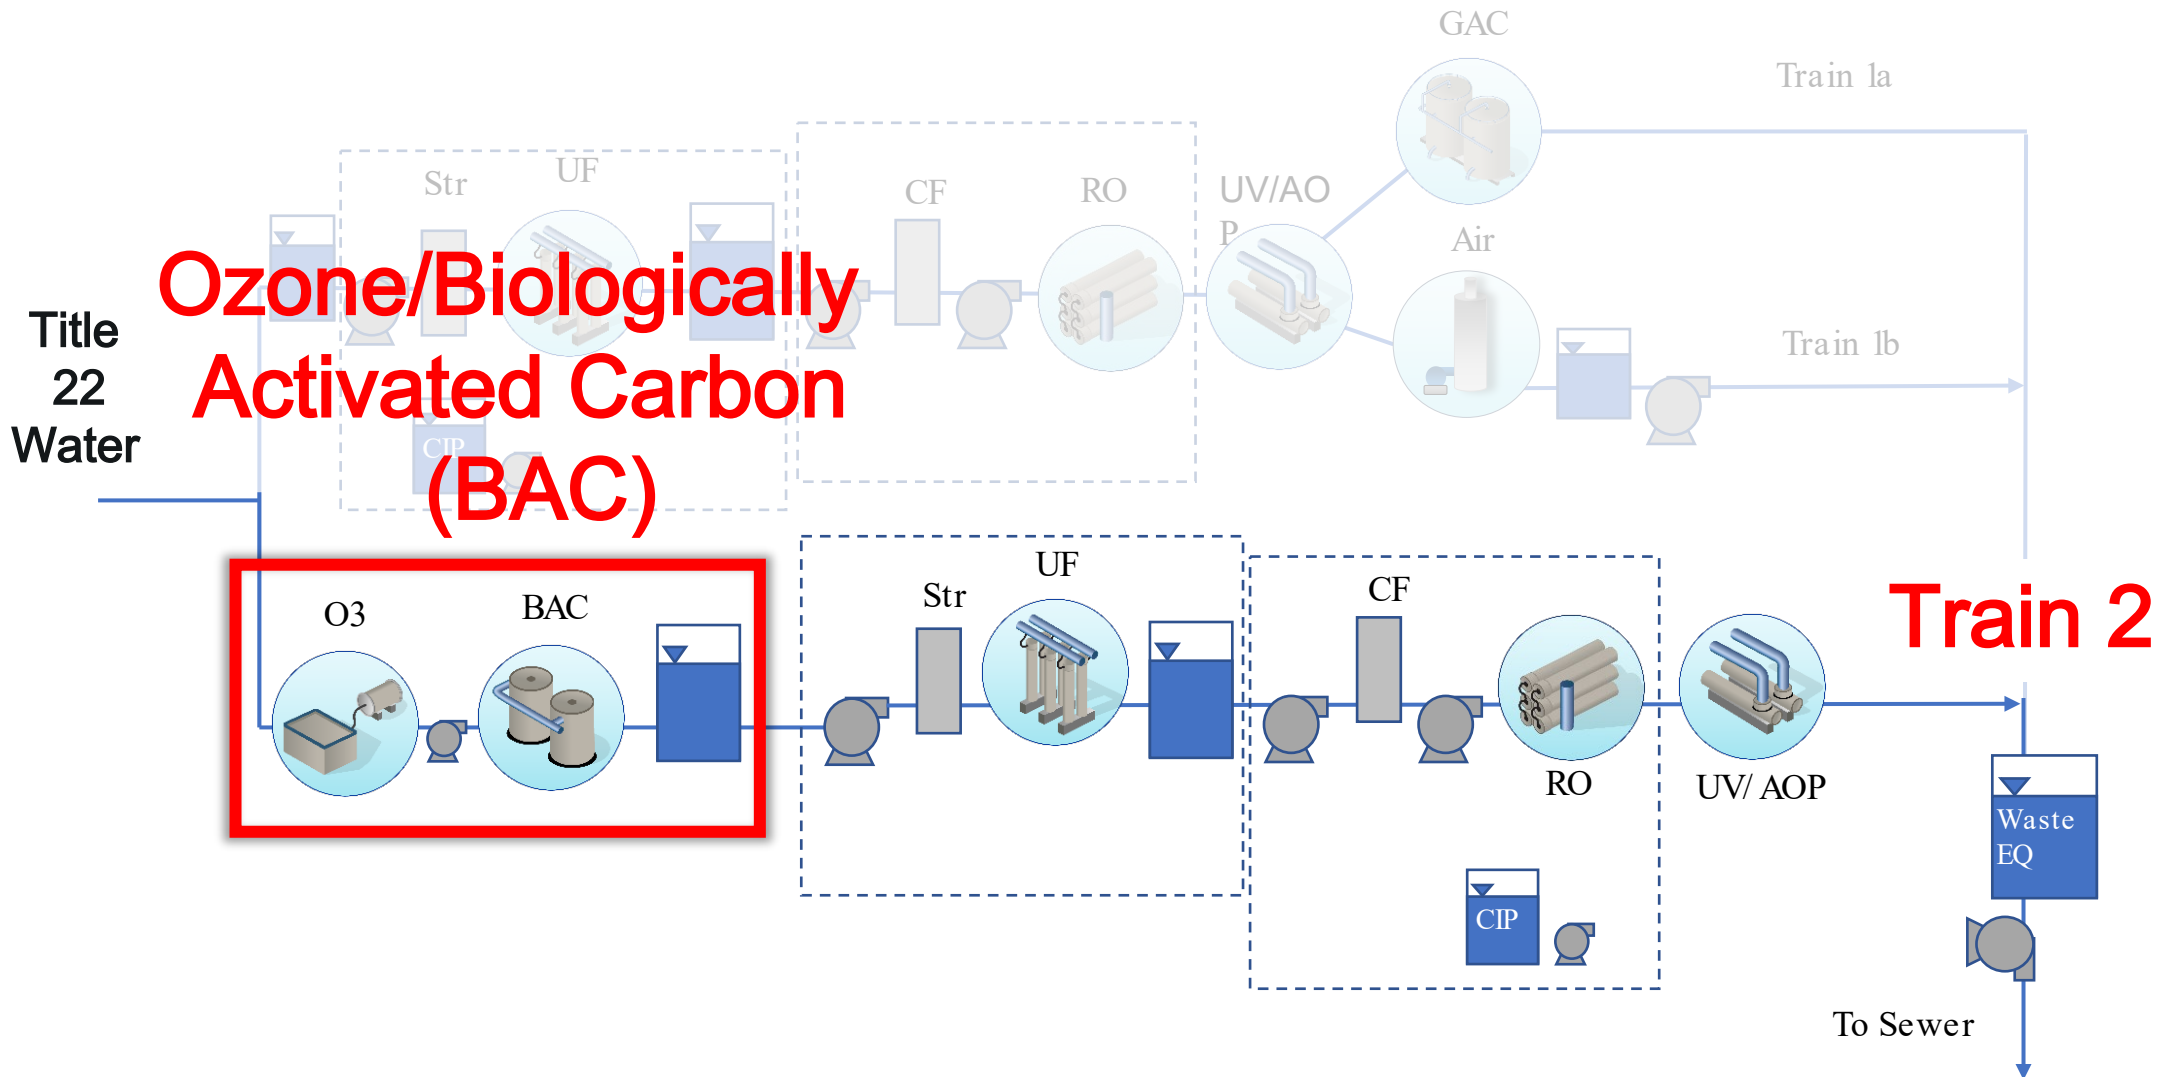 GAC
Train 1a
Str
UF
CF
RO
UV/AO
P
Air
Train 1b
CIP
Ozone/Biologically
Activated Carbon
(BAC)
Title
22
Water
O3
BAC
Str
UF
CF
RO
UV/ AOP
Train 2
CIP
Waste
EQ
To Sewer